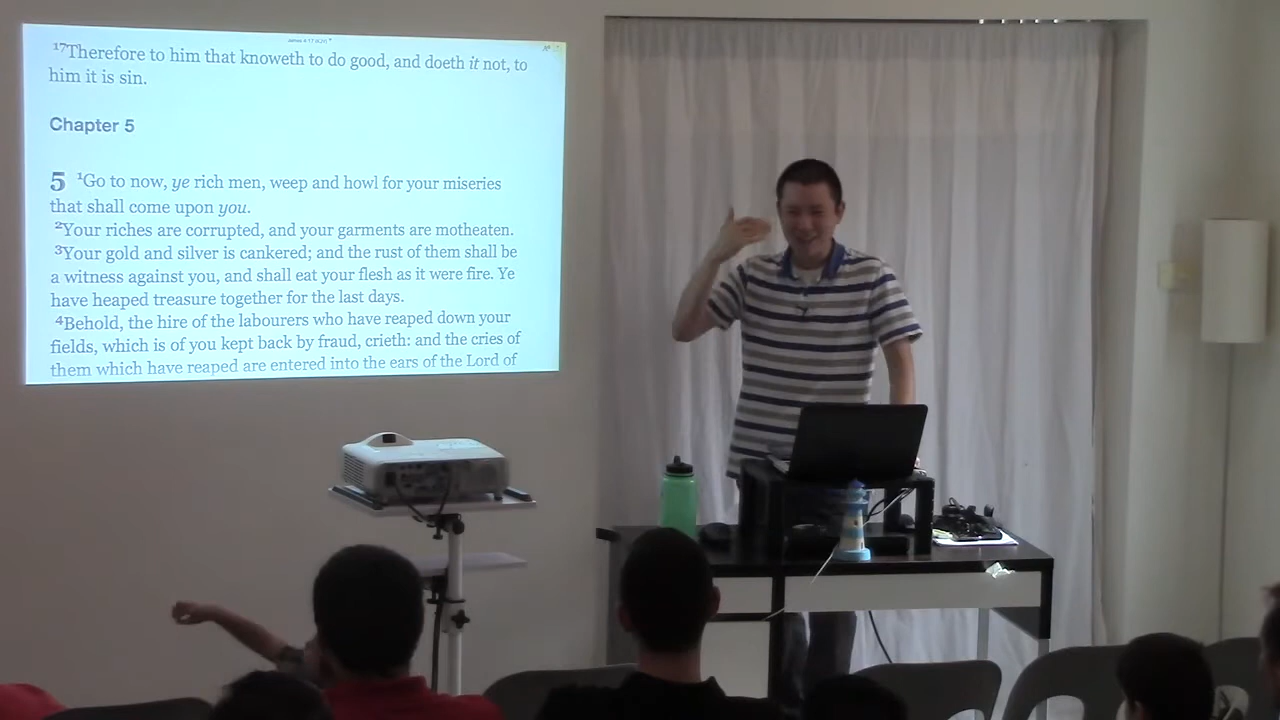 James 4:17 (KJV)
17Therefore to him that knoweth to do good, and doeth it not, to
him it is sin.
Chapter 5
5 1Go to now, ye rich men, weep and howl for your miseries
that shall come upon you.
2Your riches are corrupted, and your garments are motheaten.
3Your gold and silver is cankered; and the rust of them shall be
a witness against you, and shall eat your flesh as it were fire. Ye
have heaped treasure together for the last days.
4Behold, the hire of the labourers who have reaped down your
fields, which is of you kept back by fraud, crieth: and the cries of
them which have reaped are entered into the ears of the Lord of